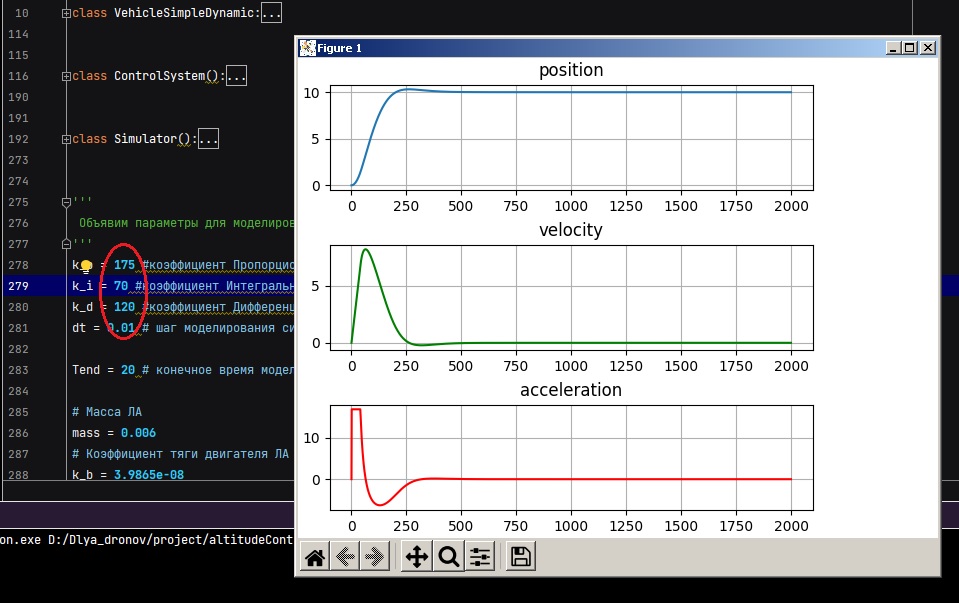 10 class VehicleSimpleDynamic:...
114
115
116 class ControlSystem():...
190
191
192 class Simulator():...
273
274
275 '''
276 Объявим параметры для моделиров
277 '''
278 k_ = 175 #коэффициент Пропорцио
279 k_i = 70 #коэффициент Интегральн
280 k_d = 120 #коэффициент Дифференц
281 dt = 0.01 # шаг моделирования си
282
283 Tend = 20 # конечное время модел
284
285 # Масса ЛА
286 mass = 0.006
287 # Коэффициент тяги двигателя ЛА
288 k_b = 3.9865e-08
on.exe D:/Dlya_dronov/project/altitudeCont
Figure 1
position
10
5
0
0 250 500 750 1000 1250 1500 1750 2000
velocity
5
0
0 250 500 750 1000 1250 1500 1750 2000
acceleration
10
0
0 250 500 750 1000 1250 1500 1750 2000